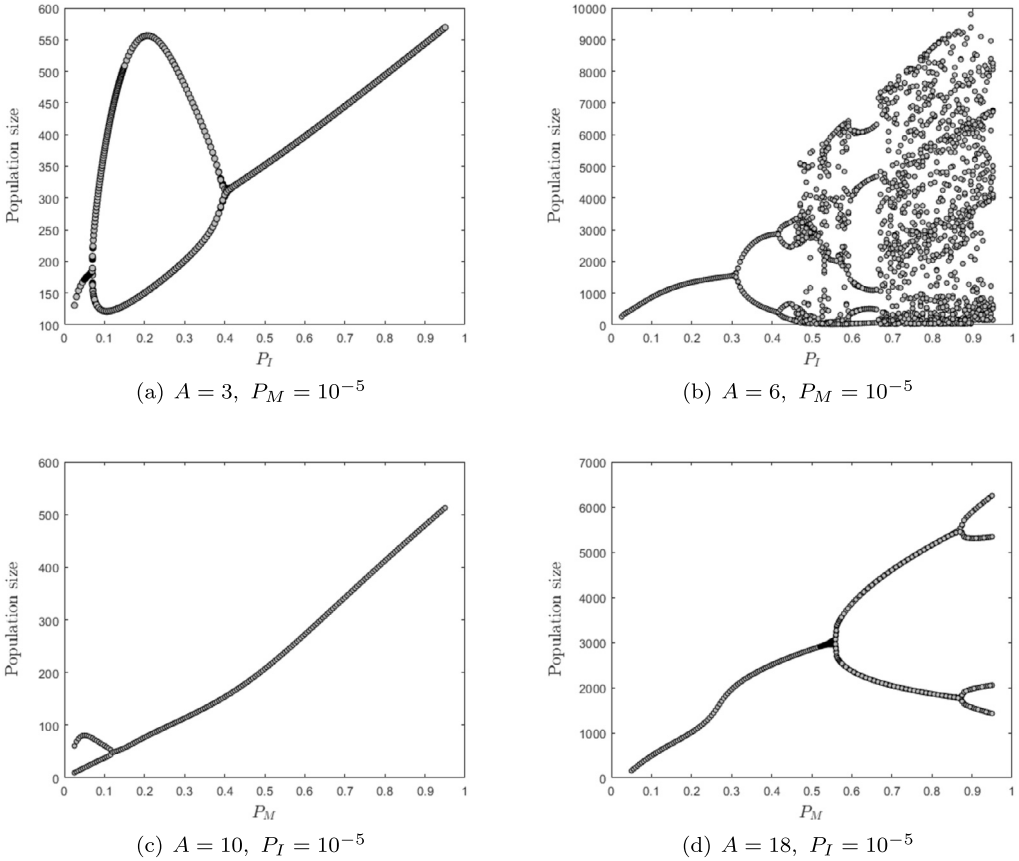 600
550
500
450
400
350
300
250
200
150
100
Population size
0 0.1 0.2 0.3 0.4 0.5 0.6 0.7 0.8 0.9 1
P_I
(a) A = 3, P_M = 10^{-5}
10000
9000
8000
7000
6000
5000
4000
3000
2000
1000
0
Population size
0 0.1 0.2 0.3 0.4 0.5 0.6 0.7 0.8 0.9 1
P_I
(b) A = 6, P_M = 10^{-5}
600
500
400
300
200
100
0
Population size
0 0.1 0.2 0.3 0.4 0.5 0.6 0.7 0.8 0.9 1
P_M
(c) A = 10, P_I = 10^{-5}
7000
6000
5000
4000
3000
2000
1000
0
Population size
0 0.1 0.2 0.3 0.4 0.5 0.6 0.7 0.8 0.9 1
P_M
(d) A = 18, P_I = 10^{-5}